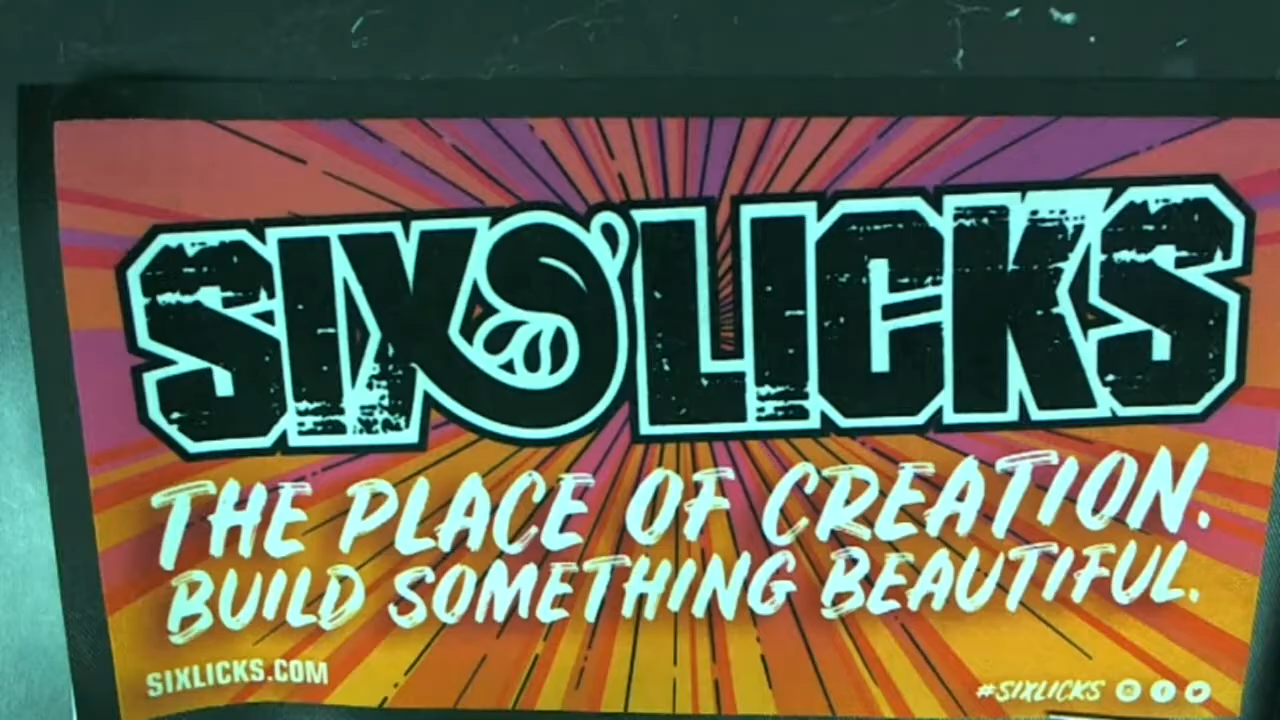 SIX'LICKS
THE PLACE OF CREATION.
BUILD SOMETHING BEAUTIFUL.
SIXLICKS.COM
#SIXLICKS